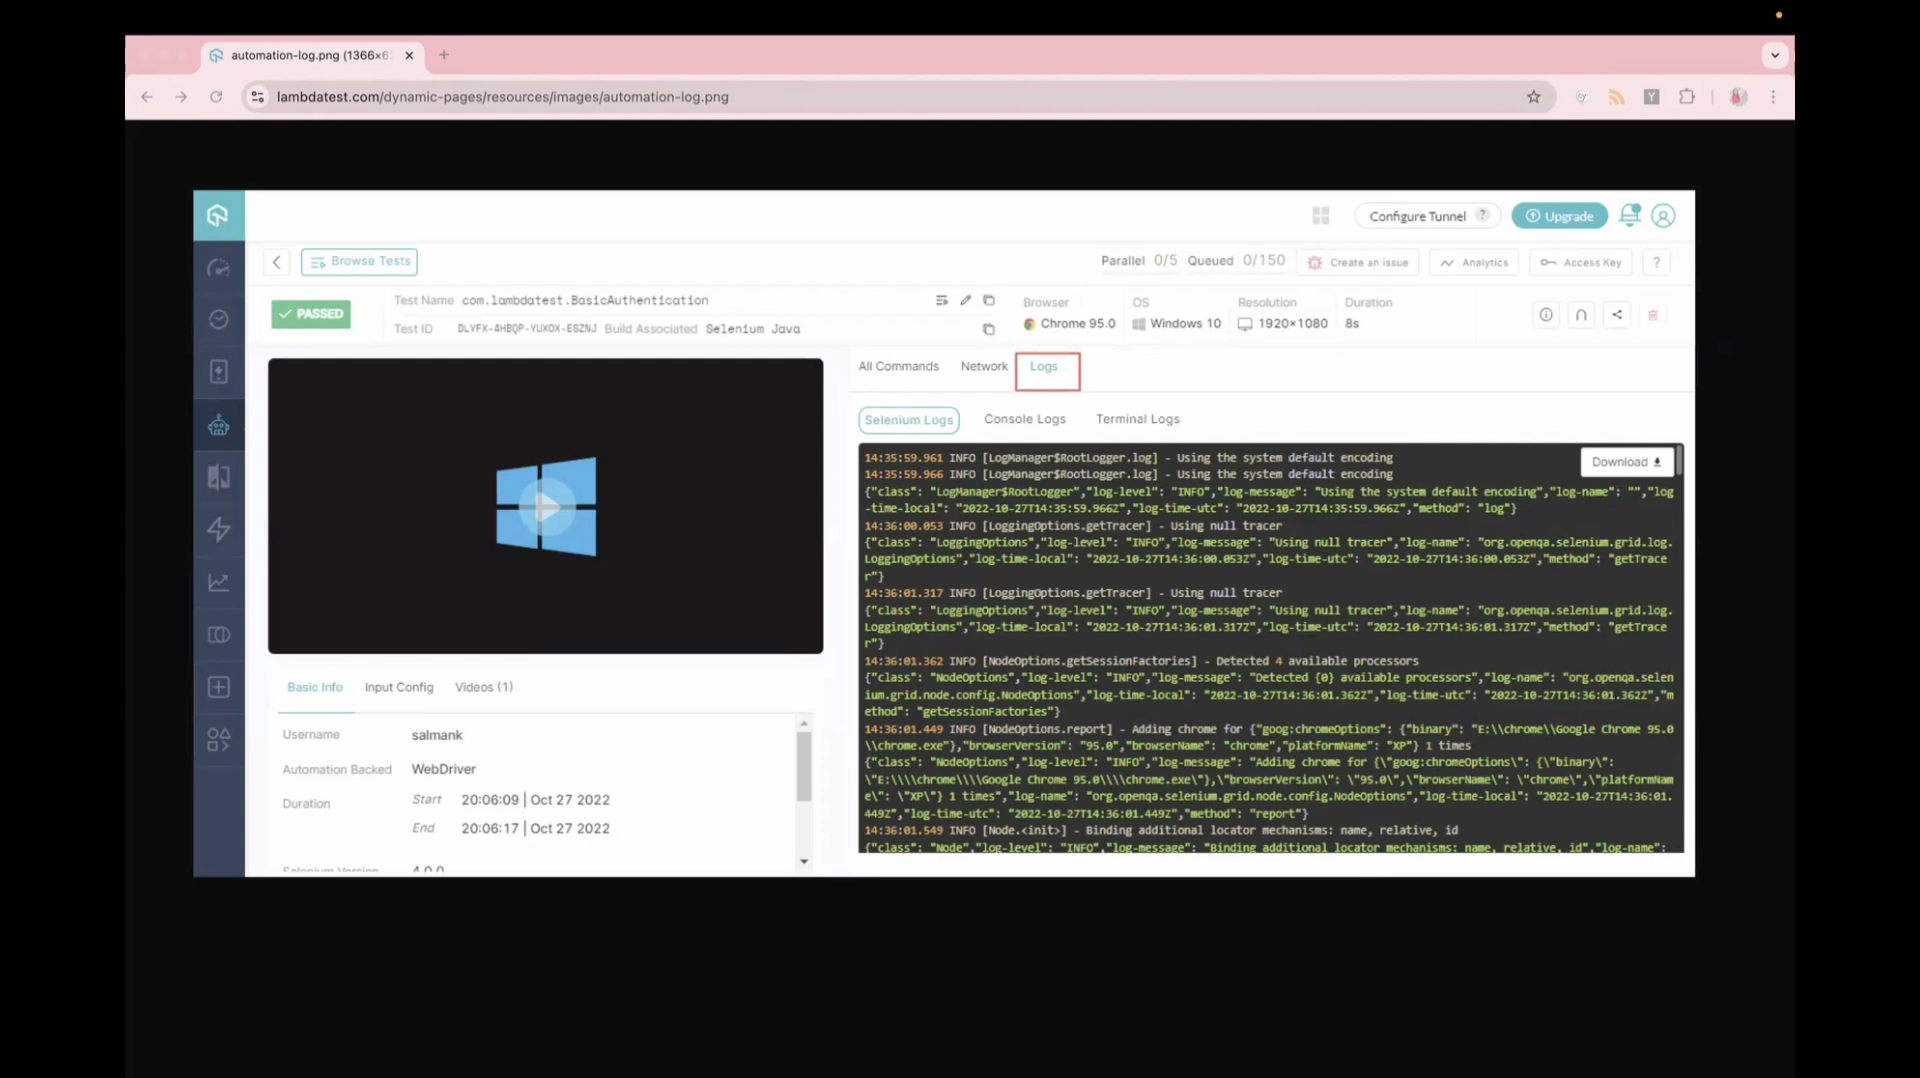 automation-log.png (1366×6
lambdatest.com/dynamic-pages/resources/images/automation-log.png
Configure Tunnel ?
Upgrade
Browse Tests
Parallel 0/5 Queued 0/150
Create an issue
Analytics
Access Key
?
PASSED
Test Name com.lambdatest.BasicAuthentication
Test ID DLYFX-4HBQP-YUXOX-ESZNJ Build Associated Selenium Java
Browser
Chrome 95.0
OS
Windows 10
Resolution
1920×1080
Duration
8s
All Commands Network Logs
Selenium Logs Console Logs Terminal Logs
Download
14:35:59.961 INFO [LogManager$RootLogger.log] - Using the system default encoding
14:35:59.966 INFO [LogManager$RootLogger.log] - Using the system default encoding
{"class": "LogManager$RootLogger","log-level": "INFO","log-message": "Using the system default encoding","log-name": "","log
-time-local": "2022-10-27T14:35:59.966Z","log-time-utc": "2022-10-27T14:35:59.966Z","method": "log"}
14:36:00.053 INFO [LoggingOptions.getTracer] - Using null tracer
{"class": "LoggingOptions","log-level": "INFO","log-message": "Using null tracer","log-name": "org.openqa.selenium.grid.log.
LoggingOptions","log-time-local": "2022-10-27T14:36:00.053Z","log-time-utc": "2022-10-27T14:36:00.053Z","method": "getTrace
r"}
14:36:01.317 INFO [LoggingOptions.getTracer] - Using null tracer
{"class": "LoggingOptions","log-level": "INFO","log-message": "Using null tracer","log-name": "org.openqa.selenium.grid.log.
LoggingOptions","log-time-local": "2022-10-27T14:36:01.317Z","log-time-utc": "2022-10-27T14:36:01.317Z","method": "getTrace
r"}
14:36:01.362 INFO [NodeOptions.getSessionFactories] - Detected 4 available processors
{"class": "NodeOptions","log-level": "INFO","log-message": "Detected {0} available processors","log-name": "org.openqa.selen
ium.grid.node.config.NodeOptions","log-time-local": "2022-10-27T14:36:01.362Z","log-time-utc": "2022-10-27T14:36:01.362Z","m
ethod": "getSessionFactories"}
14:36:01.449 INFO [NodeOptions.report] - Adding chrome for {"goog:chromeOptions": {"binary": "E:\\chrome\\Google Chrome 95.0
\\chrome.exe"},"browserVersion": "95.0","browserName": "chrome","platformName": "XP"} 1 times
{"class": "NodeOptions","log-level": "INFO","log-message": "Adding chrome for {\"goog:chromeOptions\": {\"binary\":
\"E:\\\\chrome\\\\Google Chrome 95.0\\\\chrome.exe\"},\"browserVersion\": \"95.0\",\"browserName\": \"chrome\",\"platformNam
e\": \"XP\"} 1 times","log-name": "org.openqa.selenium.grid.node.config.NodeOptions","log-time-local": "2022-10-27T14:36:01.
449Z","log-time-utc": "2022-10-27T14:36:01.449Z","method": "report"}
14:36:01.549 INFO [Node.<init>] - Binding additional locator mechanisms: name, relative, id
{"class": "Node","log-level": "INFO","log-message": "Binding additional locator mechanisms: name, relative, id","log-name":
Basic Info Input Config Videos (1)
Username salmank
Automation Backed WebDriver
Duration Start 20:06:09 | Oct 27 2022
End 20:06:17 | Oct 27 2022
Selenium Version 4.0.0